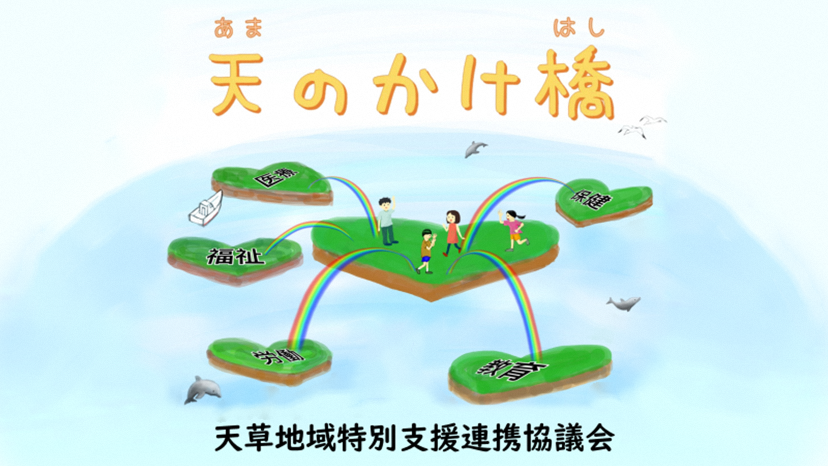 あま はし
天のかけ橋
医療
保健
福祉
労働
教育
天草地域特別支援連携協議会